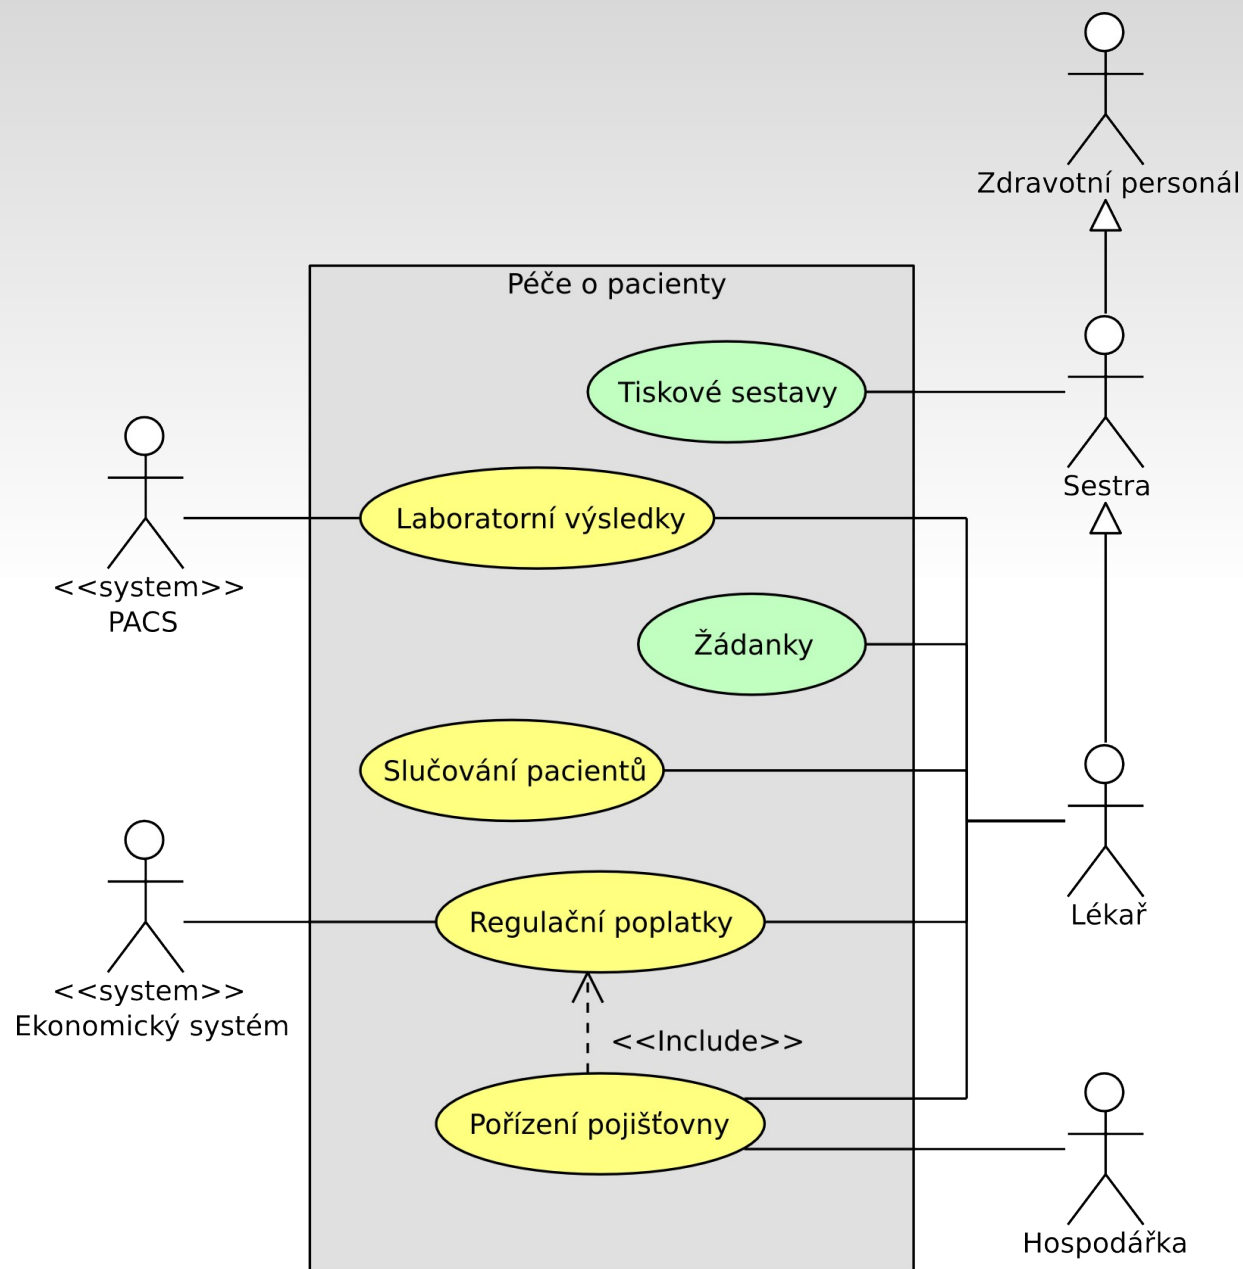 Zdravotní personál
Péče o pacienty
Tiskové sestavy
Sestra
Laboratorní výsledky
<<system>>
PACS
Žádanky
Slučování pacientů
Lékař
Regulační poplatky
<<system>>
Ekonomický systém
<<Include>>
Pořízení pojišťovny
Hospodářka